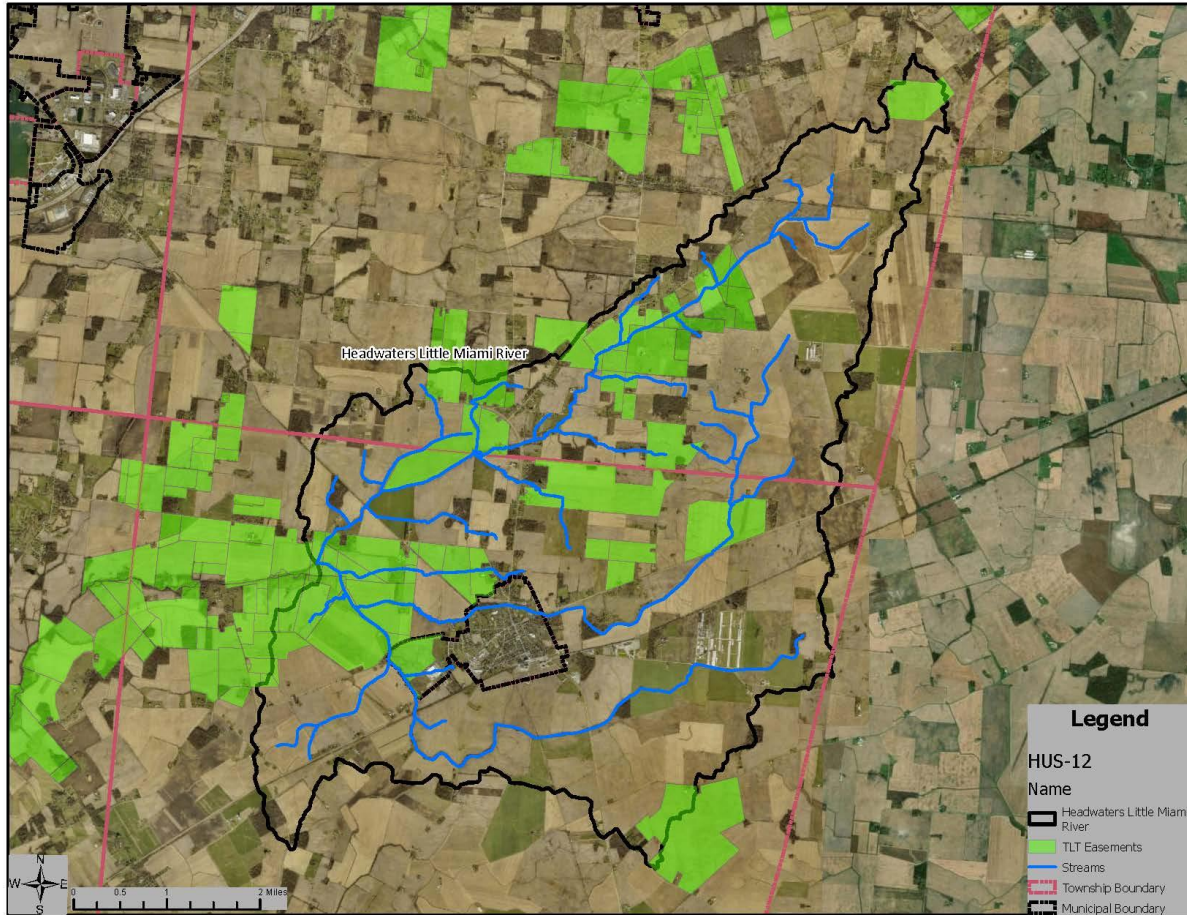 Headwaters Little Miami River
Legend
HUS-12
Name
Headwaters Little Miami
River
TLT Easements
Streams
Township Boundary
Municipal Boundary
N
W E
S
0 0.5 1 2 Miles